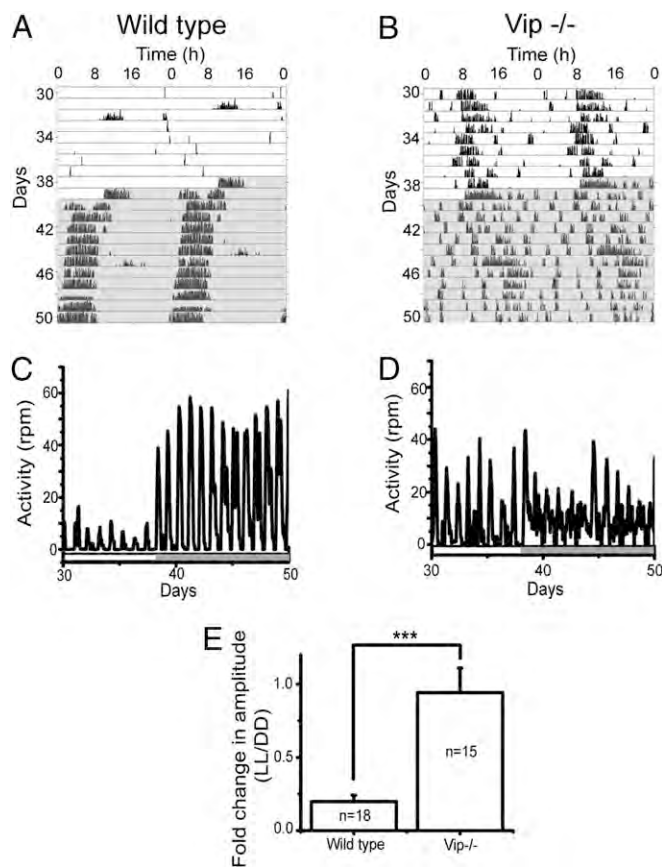 A Wild type
Time (h)
0 8 16 0 8 16 0
Days
30
34
38
42
46
50
B Vip -/-
Time (h)
0 8 16 0 8 16 0
Days
30
34
38
42
46
50
C
Activity (rpm)
60
40
20
0
30 40 50
Days
D
Activity (rpm)
60
40
20
0
30 40 50
Days
E
Fold change in amplitude
(LL/DD)
1.0
0.5
0.0
***
n=18
n=15
Wild type Vip-/-